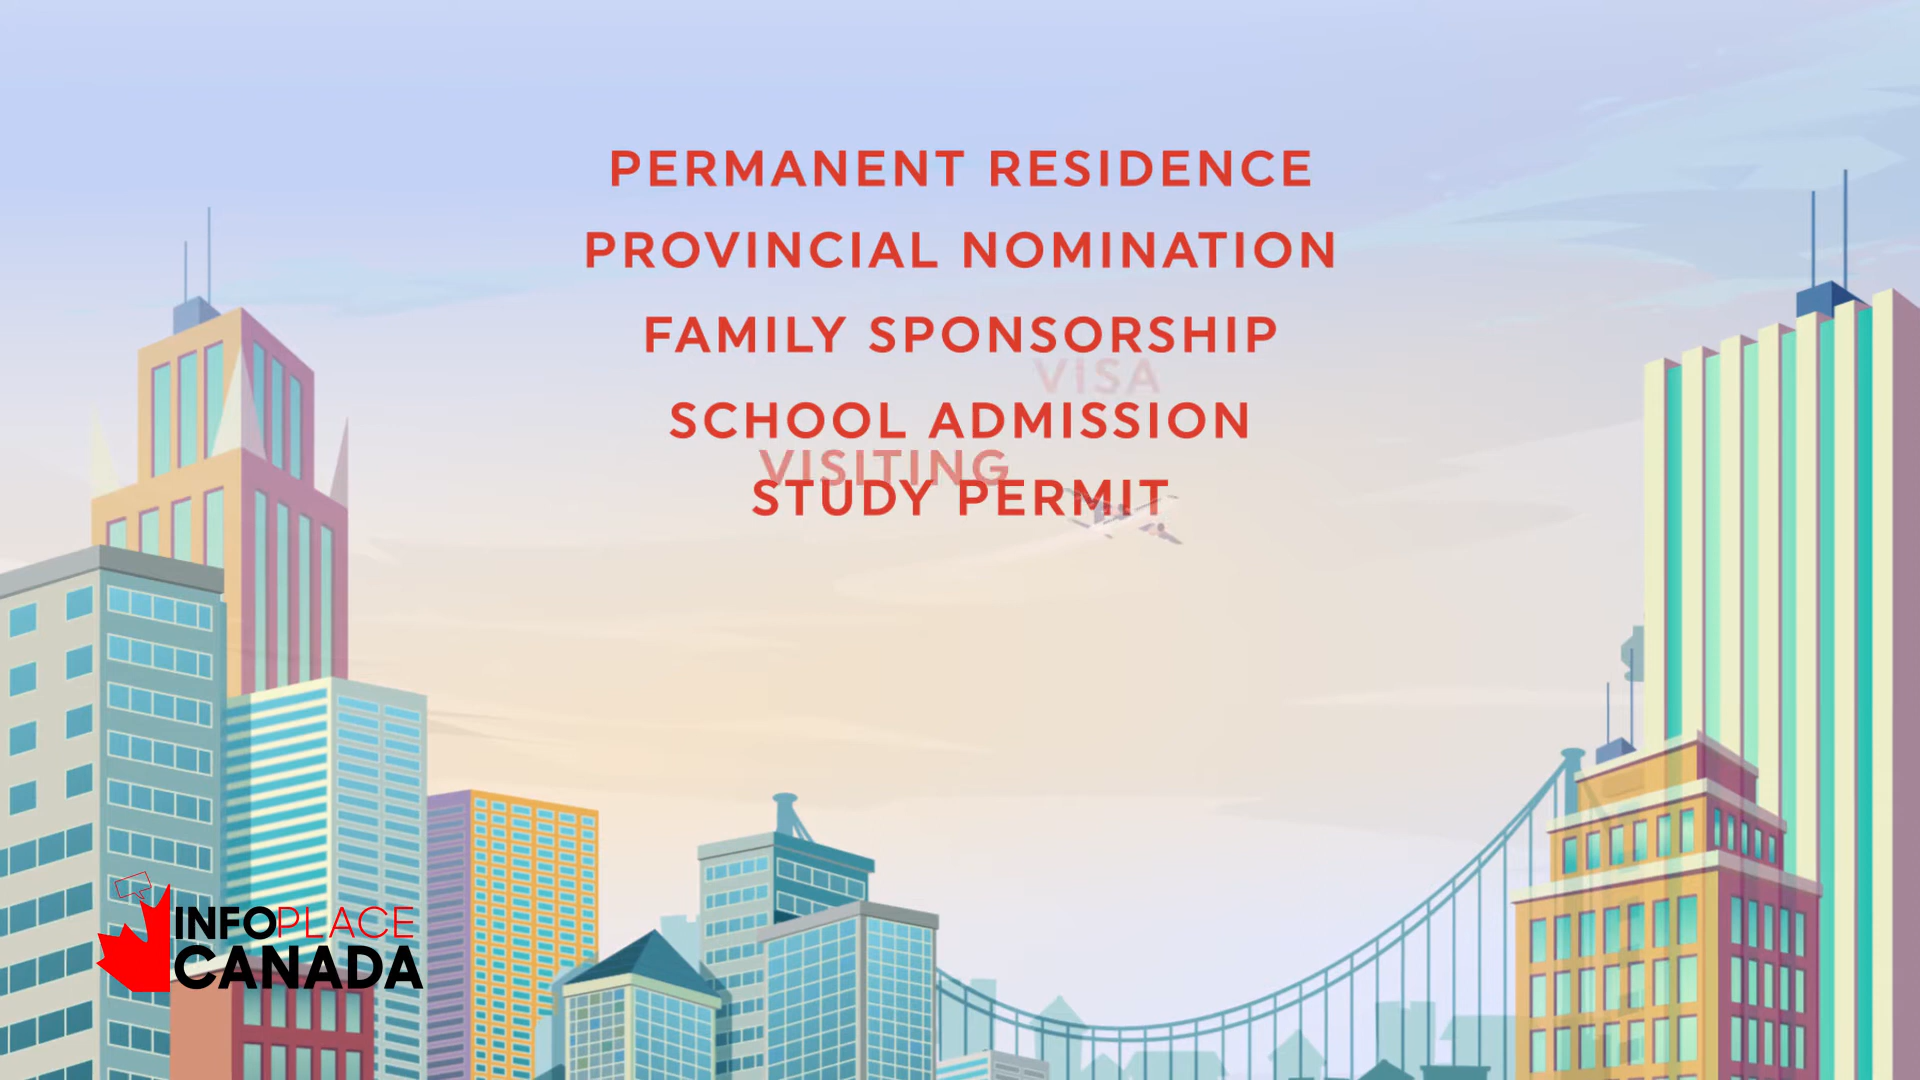 PERMANENT RESIDENCE
PROVINCIAL NOMINATION
FAMILY SPONSORSHIP
VISA
SCHOOL ADMISSION
VISITING
STUDY PERMIT
INFOPLACE
CANADA